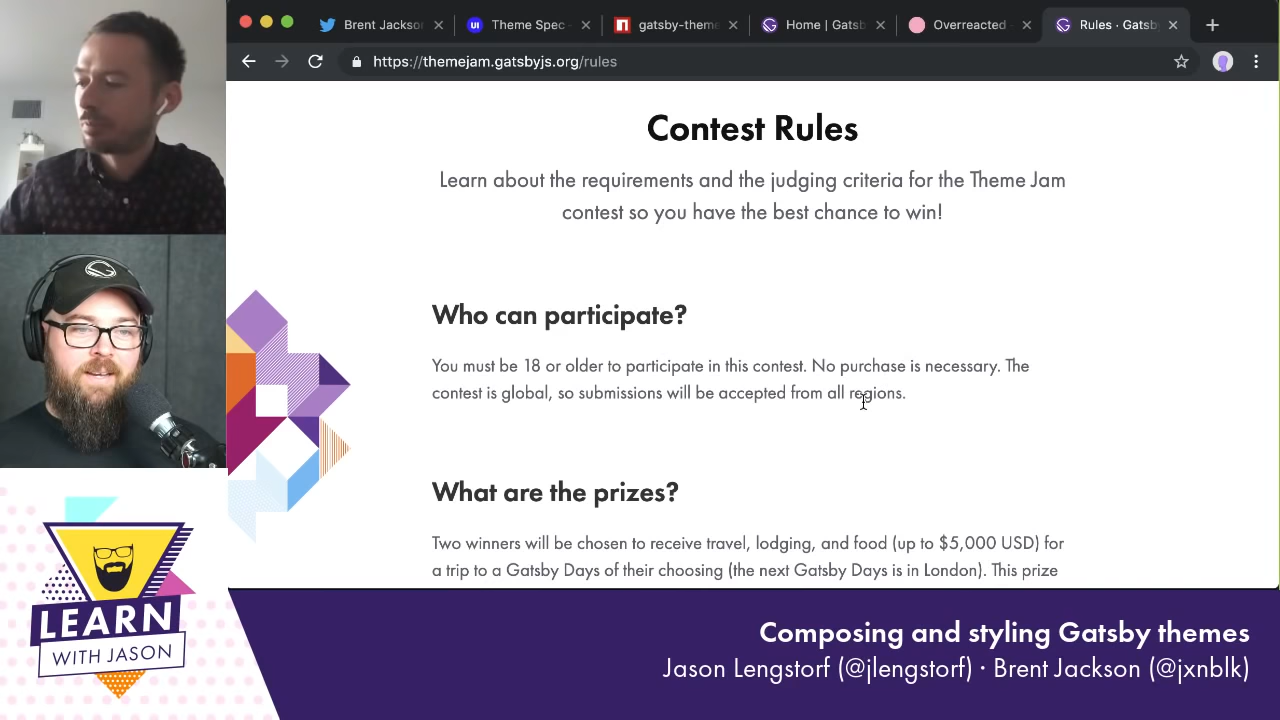 Brent Jackso
Theme Spec
gatsby-theme
Home | Gatsb
Overreacted
Rules · Gatsb
https://themejam.gatsbyjs.org/rules
Contest Rules
Learn about the requirements and the judging criteria for the Theme Jam
contest so you have the best chance to win!
Who can participate?
You must be 18 or older to participate in this contest. No purchase is necessary. The
contest is global, so submissions will be accepted from all regions.
What are the prizes?
Two winners will be chosen to receive travel, lodging, and food (up to $5,000 USD) for
a trip to a Gatsby Days of their choosing (the next Gatsby Days is in London). This prize
LEARN
WITH JASON
Composing and styling Gatsby themes
Jason Lengstorf (@jlengstorf) · Brent Jackson (@jxnblk)